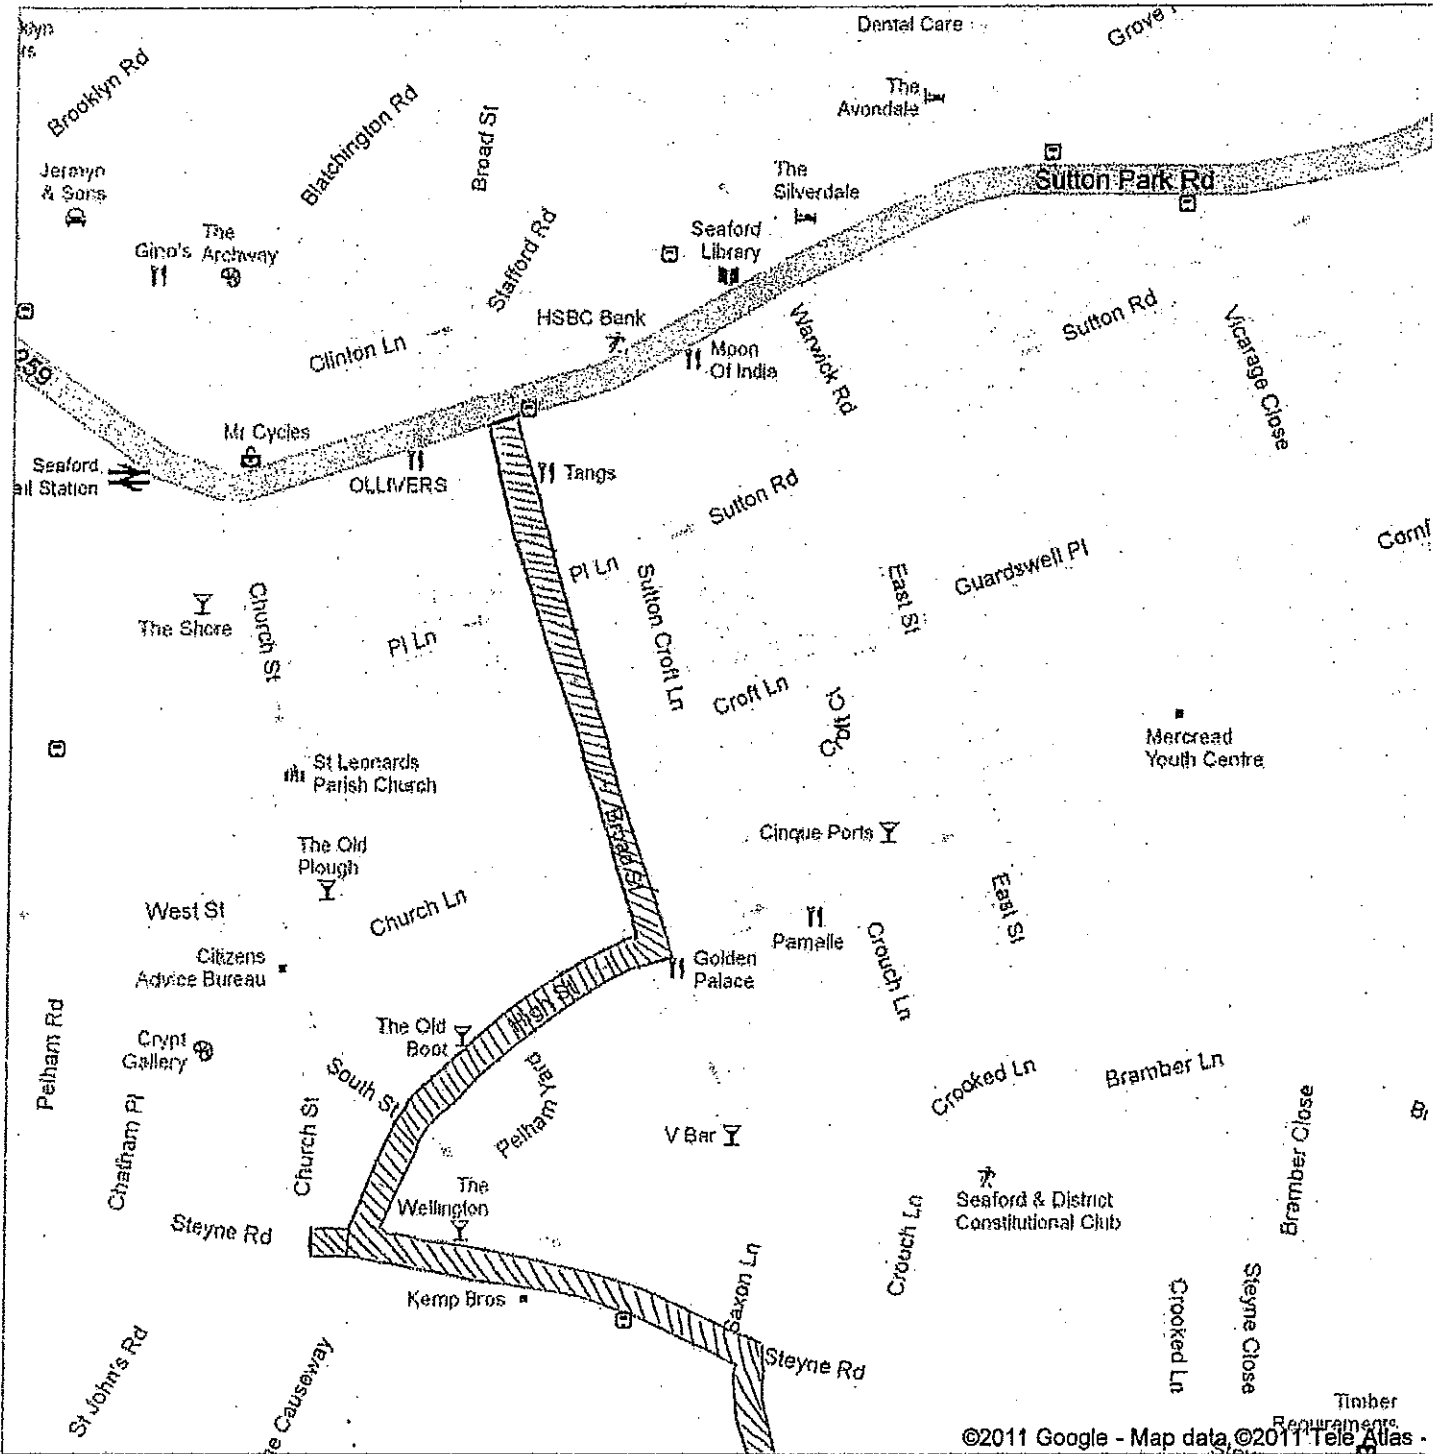 klyn
rs
Brooklyn Rd
Blatchington Rd
Broad St
Dental Care
Grove
The
Avondale
Jermyn
& Sons
The
Silverdale
Sutton Park Rd
Gino's
The
Archway
Stafford Rd
Seaford
Library
HSBC Bank
Clinton Ln
Moon
Of India
Warwick Rd
Sutton Rd
Vicarage Close
259
Mr Cycles
Seaford
ail Station
OLLIVERS
Tangs
Sutton Rd
Pl Ln
Church St
The Shore
Pl Ln
Sutton Croft Ln
East St
Guardswell Pl
Cornf
Croft Ln
Mercread
Youth Centre
St Leonards
Parish Church
Broad St
Cinque Ports
The Old
Plough
West St
Church Ln
Citizens
Advice Bureau
Pamelle
Crouch Ln
East St
Golden
Palace
High St
Pelham Rd
Crypt
Gallery
The Old
Boot
South St
Pelham Yard
Crooked Ln
Bramber Ln
Br
Chatham Pl
Church St
V Bar
Bramber Close
Steyne Rd
The
Wellington
Seaford & District
Constitutional Club
Crouch Ln
Kemp Bros
Saxon Ln
Crooked Ln
Steyne Close
St John's Rd
e Causeway
Steyne Rd
Timber
Requirements
©2011 Google - Map data ©2011 Tele Atlas -